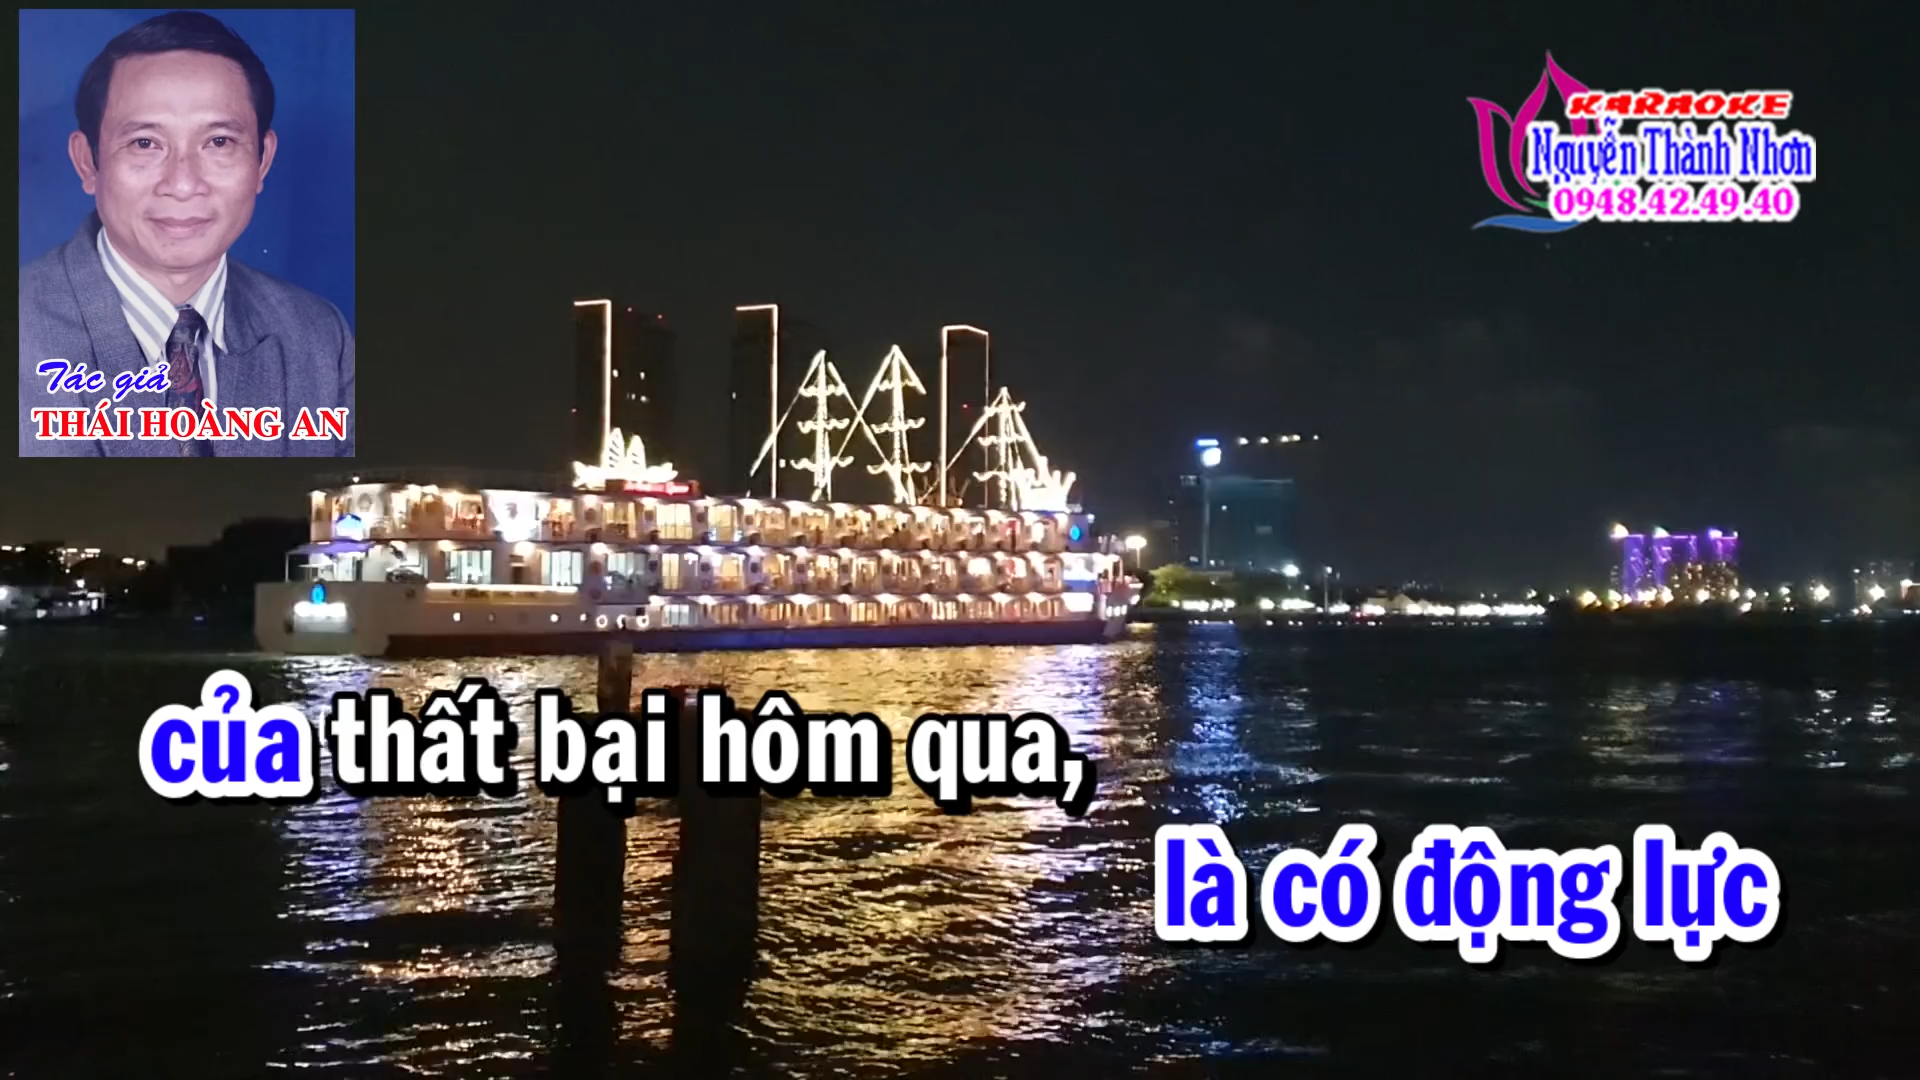 Tác giả
THÁI HOÀNG AN
KARAOKE
Nguyễn Thành Nhơn
0948.42.49.40
của thất bại hôm qua,
là có động lực